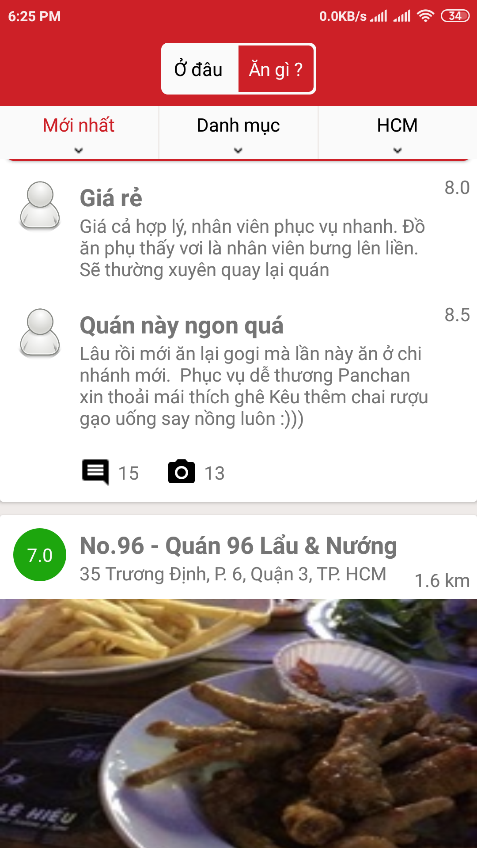 6:25 PM 0.0KB/s 34
Ở đâu Ăn gì ?
Mới nhất Danh mục HCM
Giá rẻ 8.0
Giá cả hợp lý, nhân viên phục vụ nhanh. Đồ
ăn phụ thấy vơi là nhân viên bưng lên liền.
Sẽ thường xuyên quay lại quán
Quán này ngon quá 8.5
Lâu rồi mới ăn lại gogi mà lần này ăn ở chi
nhánh mới.  Phục vụ dễ thương Panchan
xin thoải mái thích ghê Kêu thêm chai rượu
gạo uống say nồng luôn :)))
15 13
7.0 No.96 - Quán 96 Lẩu & Nướng
35 Trương Định, P. 6, Quận 3, TP. HCM 1.6 km
LÊ HIẾU